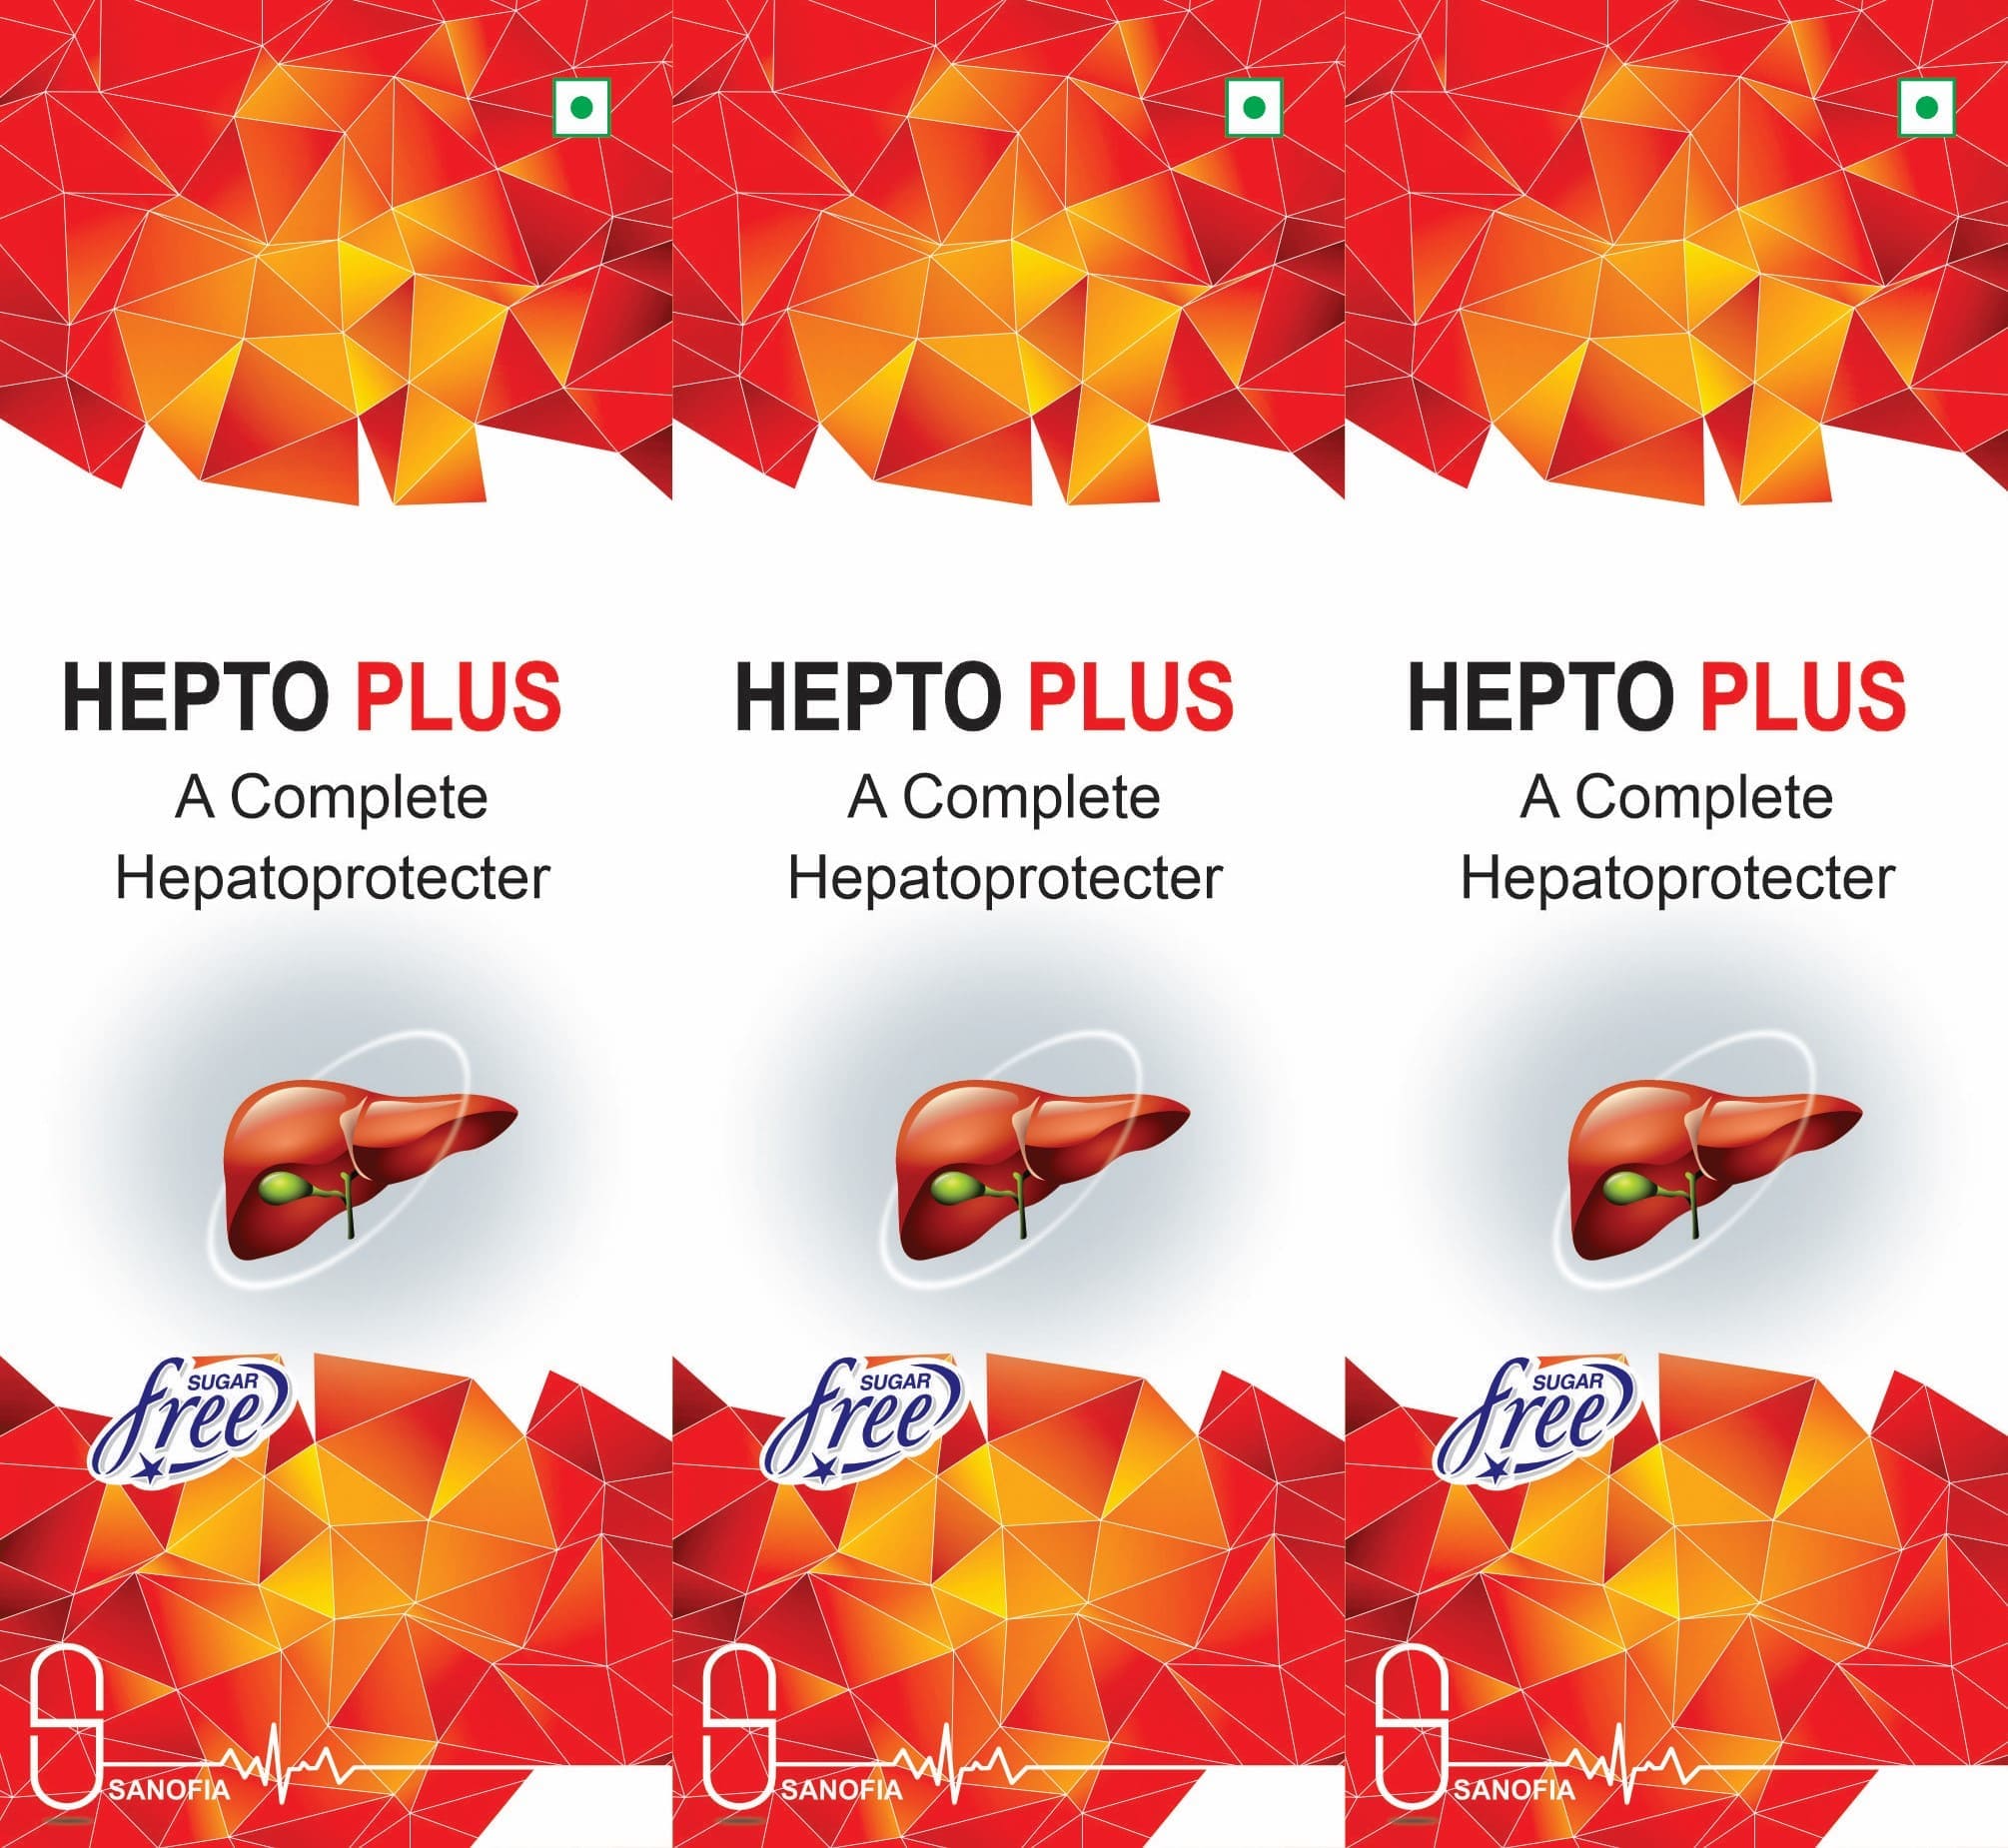 HEPTO PLUS
A Complete
Hepatoprotecter
SUGAR
free
SANOFIA
HEPTO PLUS
A Complete
Hepatoprotecter
SUGAR
free
SANOFIA
HEPTO PLUS
A Complete
Hepatoprotecter
SUGAR
free
SANOFIA